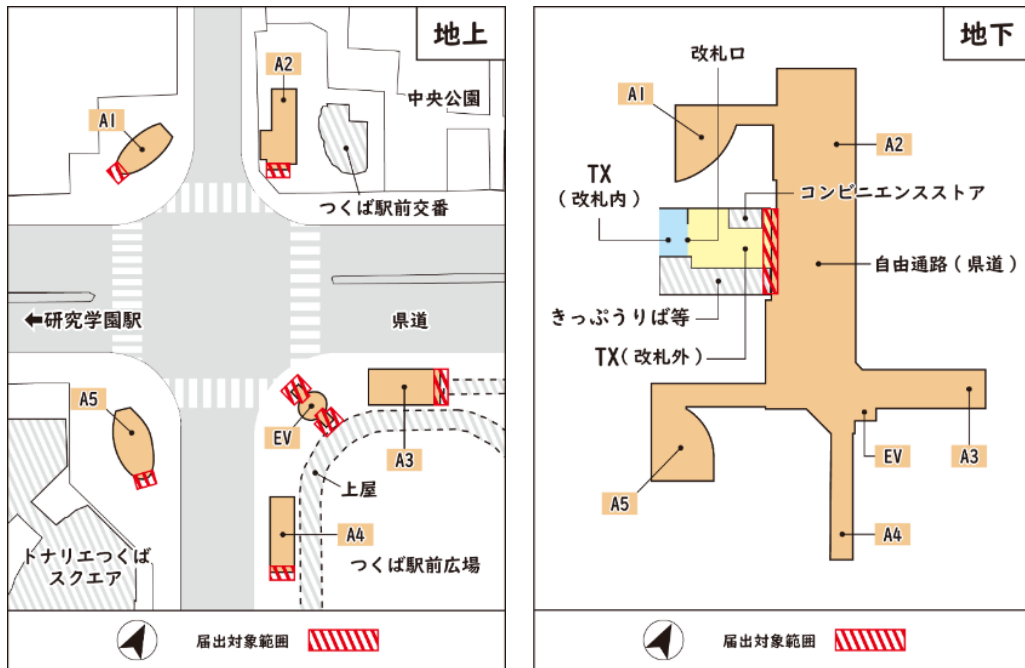 地上
A2
中央公園
A1
つくば駅前交番
←研究学園駅
県道
A5
EV
A3
上屋
A4
トナリエつくば
スクエア
つくば駅前広場
届出対象範囲
地下
改札口
A1
A2
TX
(改札内)
コンビニエンスストア
自由通路(県道)
きっぷうりば等
TX(改札外)
EV
A3
A5
A4
届出対象範囲